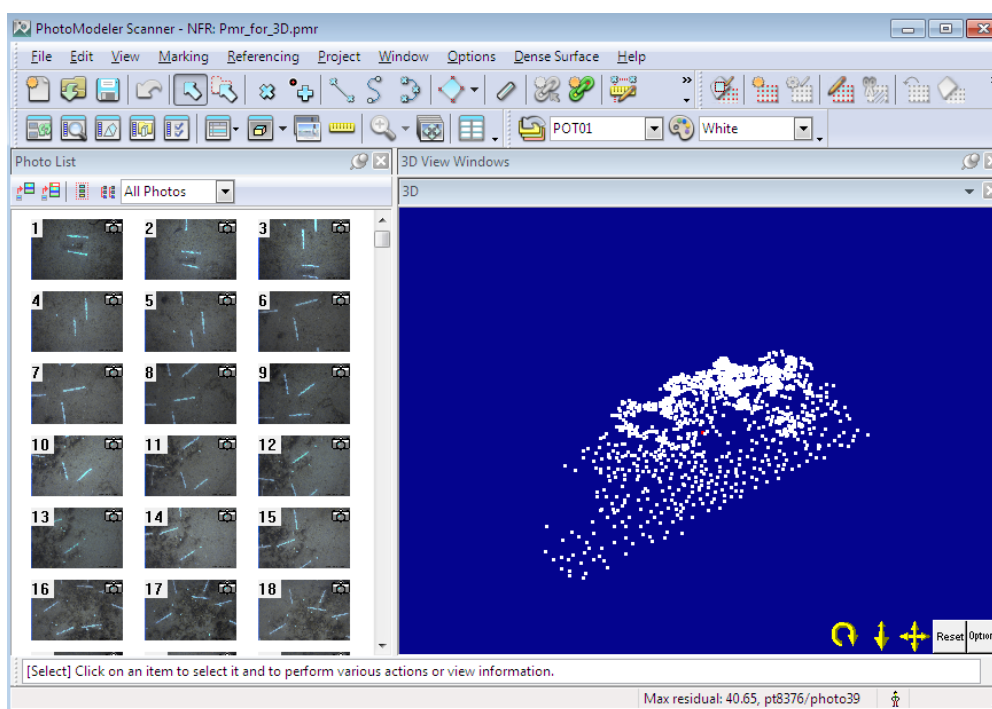 PhotoModeler Scanner - NFR: Pmr_for_3D.pmr
File Edit View Marking Referencing Project Window Options Dense Surface Help
POT01 White
Photo List
3D View Windows
All Photos
3D
1 2 3
4 5 6
7 8 9
10 11 12
13 14 15
16 17 18
Reset
[Select] Click on an item to select it and to perform various actions or view information.
Max residual: 40.65, pt8376/photo39